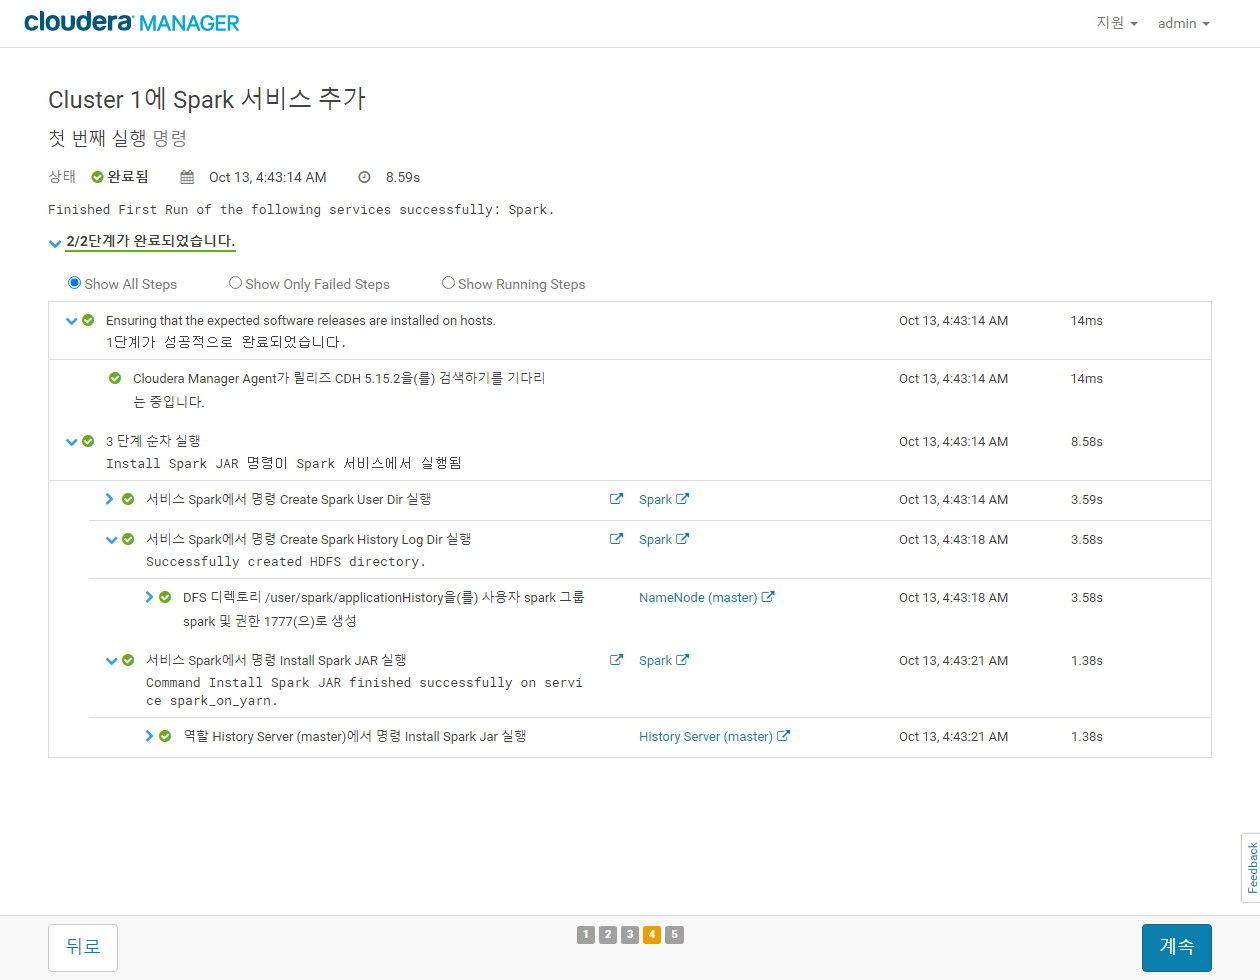 cloudera MANAGER
지원 admin
Cluster 1에 Spark 서비스 추가
첫 번째 실행 명령
상태 완료됨 Oct 13, 4:43:14 AM 8.59s
Finished First Run of the following services successfully: Spark.
2/2단계가 완료되었습니다.
Show All Steps Show Only Failed Steps Show Running Steps
Ensuring that the expected software releases are installed on hosts. Oct 13, 4:43:14 AM 14ms
1단계가 성공적으로 완료되었습니다.
Cloudera Manager Agent가 릴리즈 CDH 5.15.2을(를) 검색하기를 기다리 Oct 13, 4:43:14 AM 14ms
는 중입니다.
3 단계 순차 실행 Oct 13, 4:43:14 AM 8.58s
Install Spark JAR 명령이 Spark 서비스에서 실행됨
서비스 Spark에서 명령 Create Spark User Dir 실행 Spark Oct 13, 4:43:14 AM 3.59s
서비스 Spark에서 명령 Create Spark History Log Dir 실행 Spark Oct 13, 4:43:18 AM 3.58s
Successfully created HDFS directory.
DFS 디렉토리 /user/spark/applicationHistory을(를) 사용자 spark 그룹 NameNode (master) Oct 13, 4:43:18 AM 3.58s
spark 및 권한 1777(으)로 생성
서비스 Spark에서 명령 Install Spark JAR 실행 Spark Oct 13, 4:43:21 AM 1.38s
Command Install Spark JAR finished successfully on servi
ce spark_on_yarn.
역할 History Server (master)에서 명령 Install Spark Jar 실행 History Server (master) Oct 13, 4:43:21 AM 1.38s
Feedback
뒤로 1 2 3 4 5 계속